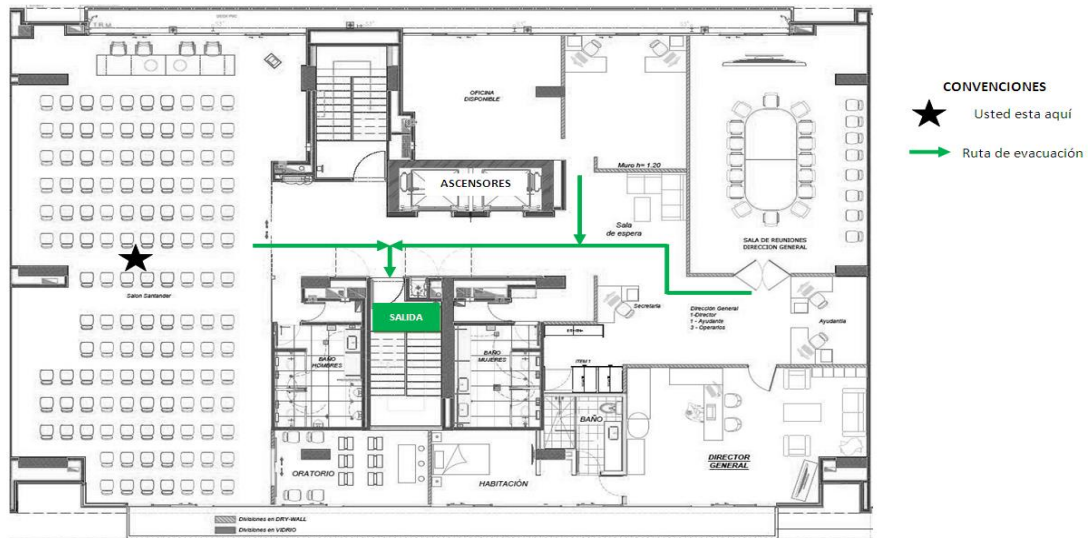 OFICINA
DISPONIBLE
ASCENSORES
Muro h= 1.20
Sala
de espera
SALA DE REUNIONES
DIRECCION GENERAL
Salon Santander
SALIDA
Secretaria
Dirección General
1-Director
1 - Ayudante
3 - Operarios
Ayudantía
BAÑO
HOMBRES
BAÑO
MUJERES
BAÑO
ORATORIO
HABITACIÓN
DIRECTOR
GENERAL
Divisiones en DRY-WALL
Divisiones en VIDRIO
CONVENCIONES
Usted esta aquí
Ruta de evacuación